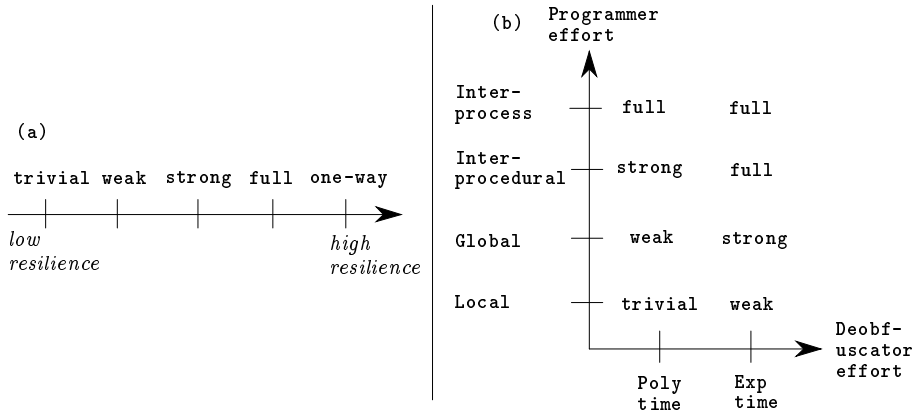 (a)
trivial weak strong full one-way
low
resilience
high
resilience
(b)
Programmer
effort
Inter-
process
full full
Inter-
procedural
strong full
Global
weak strong
Local
trivial weak
Deobf-
uscator
effort
Poly
time
Exp
time